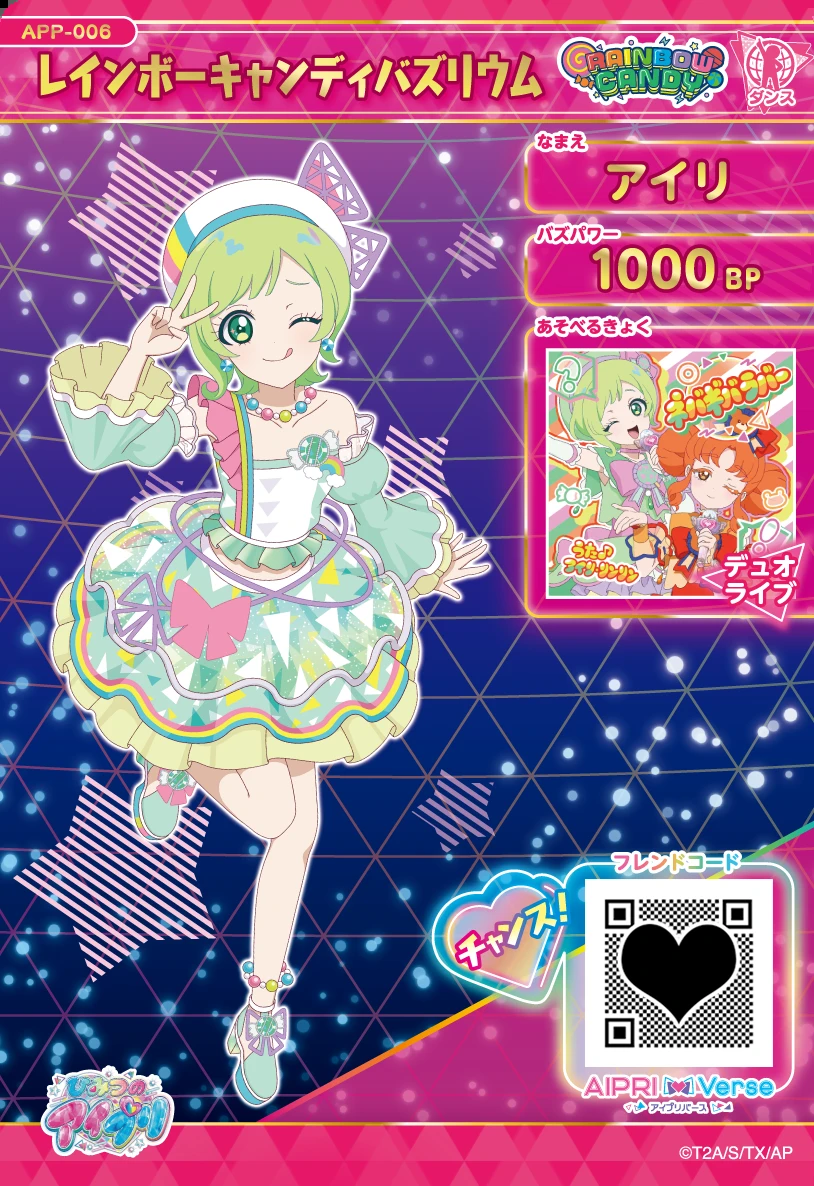 APP-006
レインボーキャンディバズリウム
RAINBOW
CANDY
ダンス
なまえ
アイリ
バズパワー
1000 BP
あそべるきょく
ネバギバラバー
うた♪
アイリ・リンリン
デュオ
ライブ
フレンドコード
チャンス!
AIPRI Verse
アイプリバース
ひみつの
アイプリ
©T2A/S/TX/AP